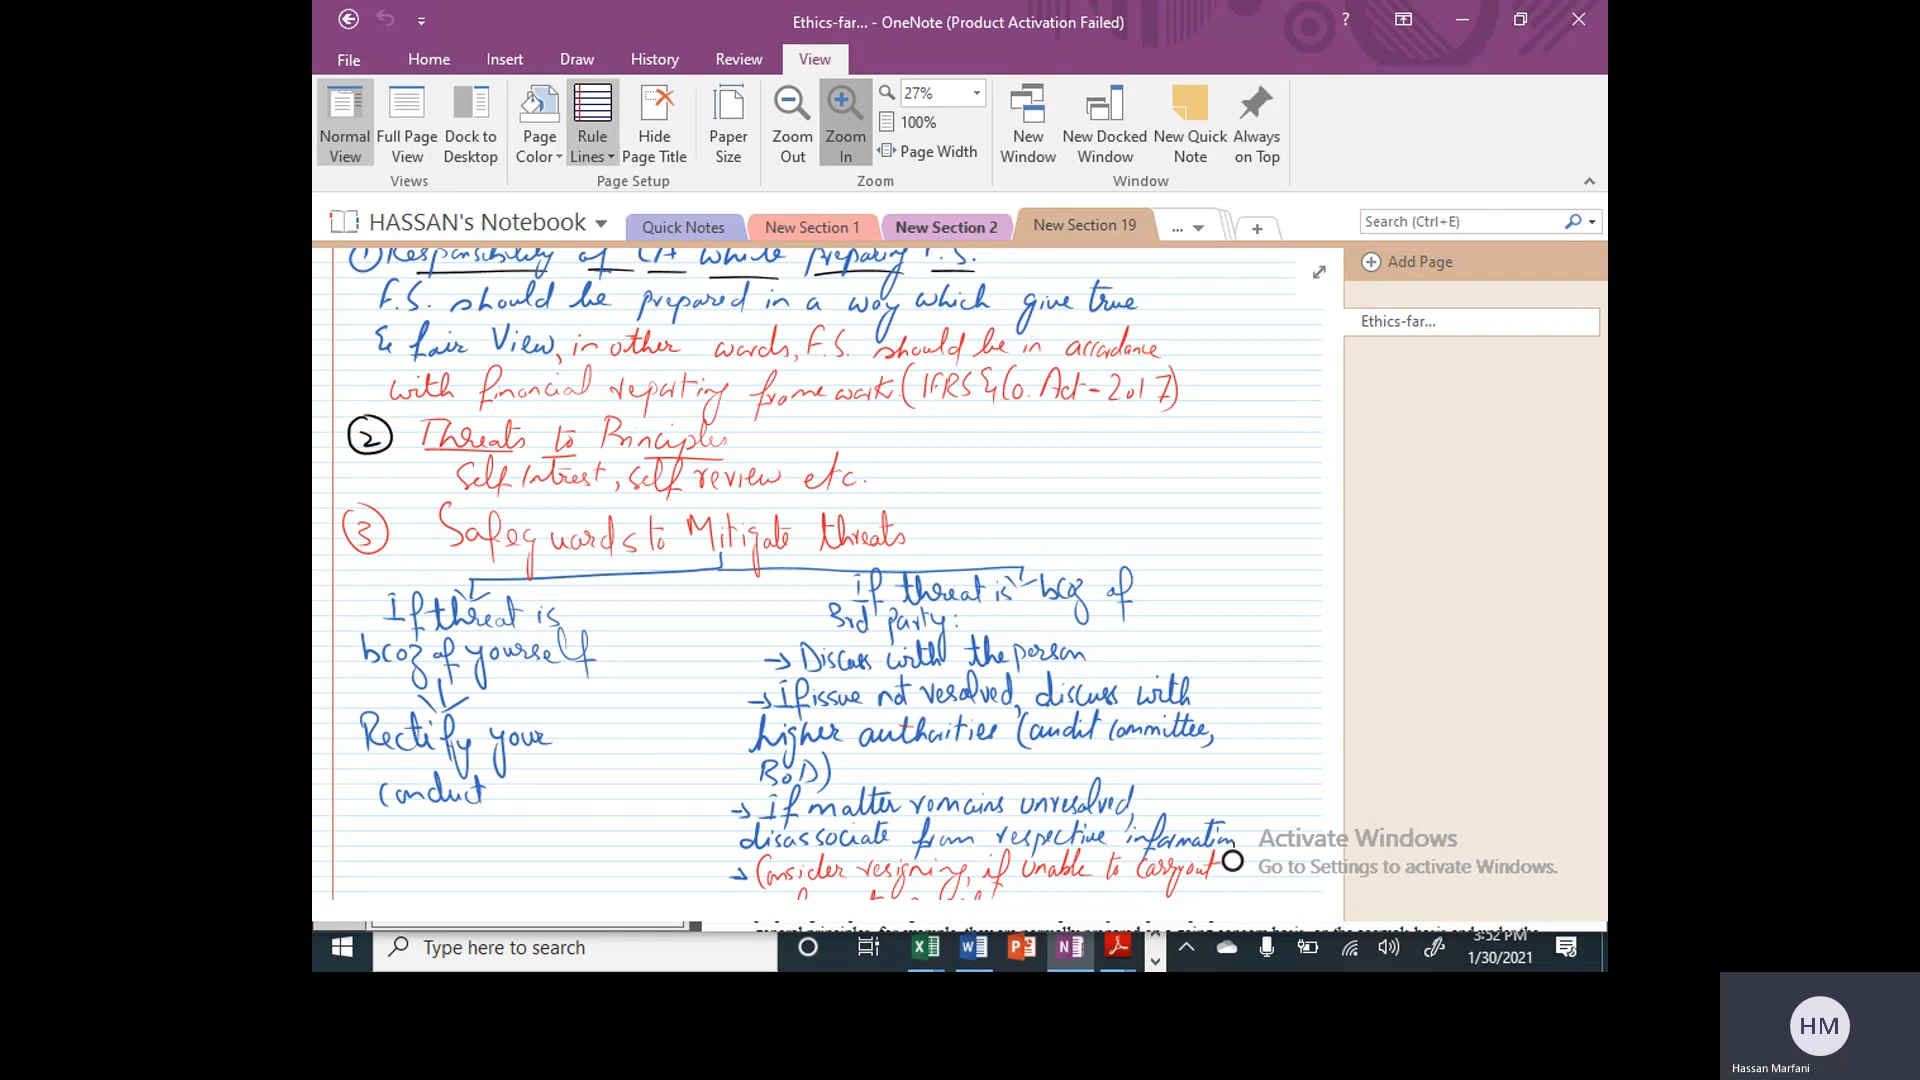 Ethics-far... - OneNote (Product Activation Failed)
?
File Home Insert Draw History Review View
Normal View
Full Page View
Dock to Desktop
Views
Page Color
Rule Lines
Hide Page Title
Paper Size
Page Setup
Zoom Out
Zoom In
27%
100%
Page Width
Zoom
New Window
New Docked Window
New Quick Note
Always on Top
Window
HASSAN's Notebook
Quick Notes
New Section 1
New Section 2
New Section 19
...
Search (Ctrl+E)
Add Page
Ethics-far...
① Responsibility of CA while preparing F.S.
F.S. should be prepared in a way which give true
& fair View, in other words, F.S. should be in accordance
with financial reporting framework. (IFRS & Co. Act-2017)
② Threats to Principles
Self Intrest, self review etc.
③ Safeguards to Mitigate threats
If threat is
bcoz of yourself
Rectify your
conduct
If threat is bcoz of
3rd party:
→ Discuss with the person
→ If issue not resolved, discuss with
higher authorities (audit committee,
BoD)
→ If matter remains unresolved,
disassociate from respective information
→ Consider resigning, if unable to carryout
Activate Windows
Go to Settings to activate Windows.
Type here to search
3:52 PM
1/30/2021
HM
Hassan Marfani